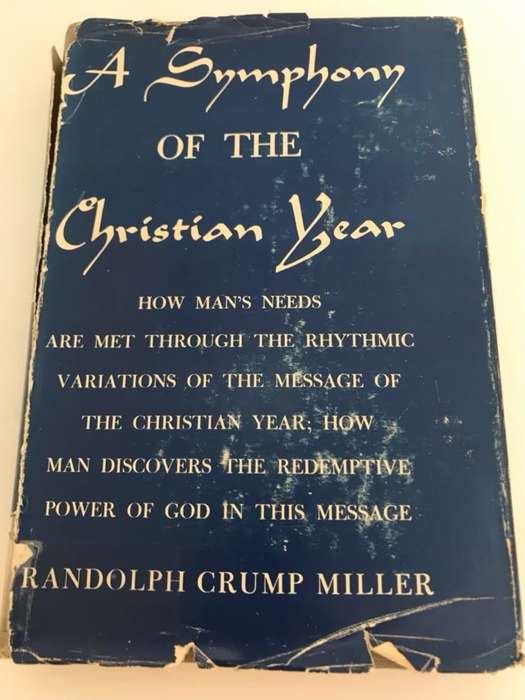 A Symphony
OF THE
Christian Year
HOW MAN'S NEEDS
ARE MET THROUGH THE RHYTHMIC
VARIATIONS OF THE MESSAGE OF
THE CHRISTIAN YEAR; HOW
MAN DISCOVERS THE REDEMPTIVE
POWER OF GOD IN THIS MESSAGE
RANDOLPH CRUMP MILLER